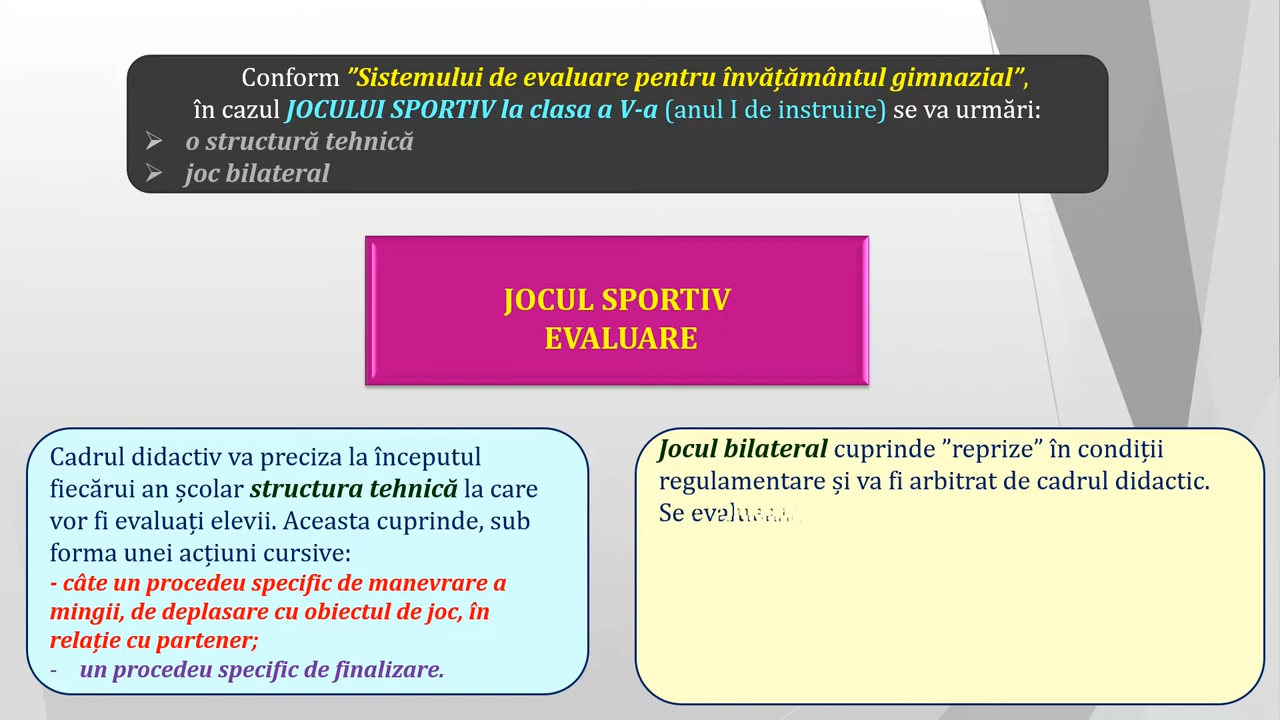 Conform ”Sistemului de evaluare pentru învățământul gimnazial”,
în cazul JOCULUI SPORTIV la clasa a V-a (anul I de instruire) se va urmări:
➢ o structură tehnică
➢ joc bilateral
JOCUL SPORTIV
EVALUARE
Cadrul didactiv va preciza la începutul
fiecărui an școlar structura tehnică la care
vor fi evaluați elevii. Aceasta cuprinde, sub
forma unei acțiuni cursive:
- câte un procedeu specific de manevrare a
mingii, de deplasare cu obiectul de joc, în
relație cu partener;
- un procedeu specific de finalizare.
Jocul bilateral cuprinde ”reprize” în condiții
regulamentare și va fi arbitrat de cadrul didactic.
Se